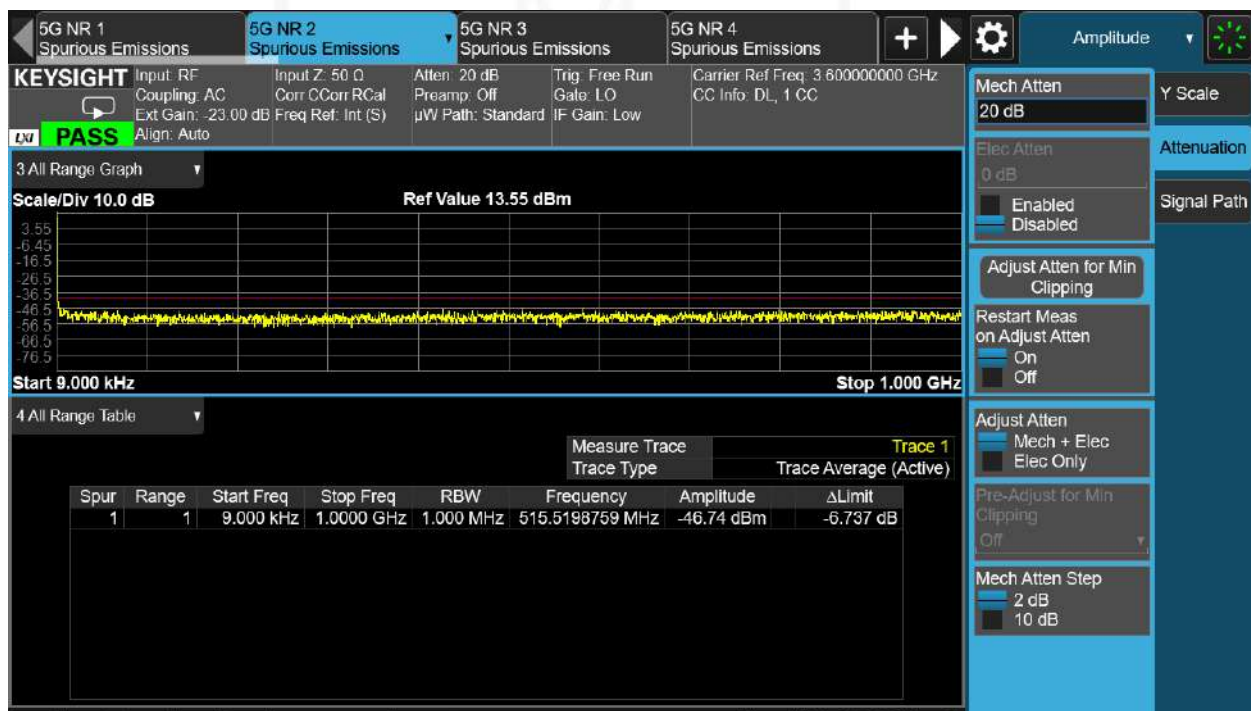 5G NR 1
Spurious Emissions
5G NR 2
Spurious Emissions
5G NR 3
Spurious Emissions
5G NR 4
Spurious Emissions
+
Amplitude
KEYSIGHT
LXI
PASS
Input: RF
Coupling: AC
Ext Gain: -23.00 dB
Align: Auto
Input Z: 50 Ω
Corr CCorr RCal
Freq Ref: Int (S)
Atten: 20 dB
Preamp: Off
µW Path: Standard
Trig: Free Run
Gate: LO
IF Gain: Low
Carrier Ref Freq: 3.600000000 GHz
CC Info: DL, 1 CC
3 All Range Graph
Scale/Div 10.0 dB
Ref Value 13.55 dBm
3.55
-6.45
-16.5
-26.5
-36.5
-46.5
-56.5
-66.5
-76.5
Start 9.000 kHz
Stop 1.000 GHz
4 All Range Table
Measure Trace Trace 1
Trace Type Trace Average (Active)
Spur Range Start Freq Stop Freq RBW Frequency Amplitude ΔLimit
1 1 9.000 kHz 1.0000 GHz 1.000 MHz 515.5198759 MHz -46.74 dBm -6.737 dB
Mech Atten
20 dB
Elec Atten
0 dB
Enabled
Disabled
Adjust Atten for Min
Clipping
Restart Meas
on Adjust Atten
On
Off
Adjust Atten
Mech + Elec
Elec Only
Pre-Adjust for Min
Clipping
Off
Mech Atten Step
2 dB
10 dB
Y Scale
Attenuation
Signal Path